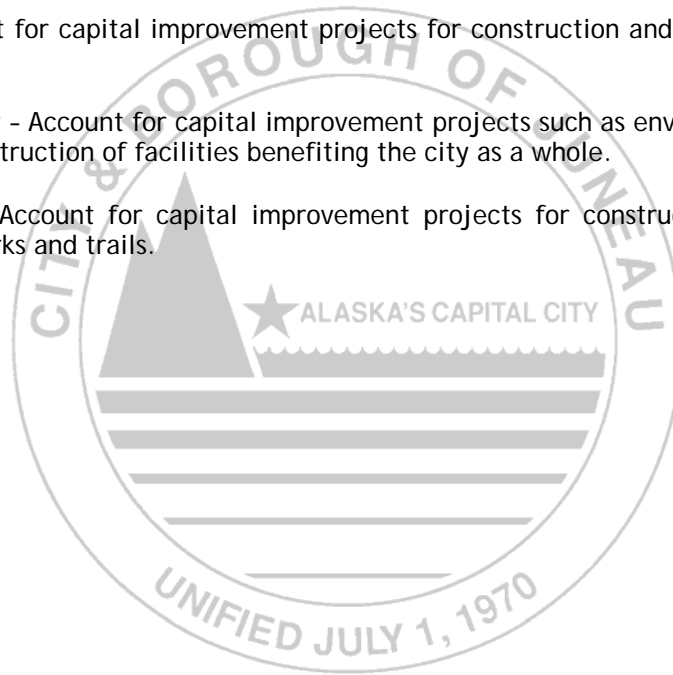 t for capital improvement projects for construction and
- Account for capital improvement projects such as env
truction of facilities benefiting the city as a whole.
Account for capital improvement projects for construc
ks and trails.
CITY & BOROUGH OF JUNEAU
ALASKA'S CAPITAL CITY
UNIFIED JULY 1, 1970